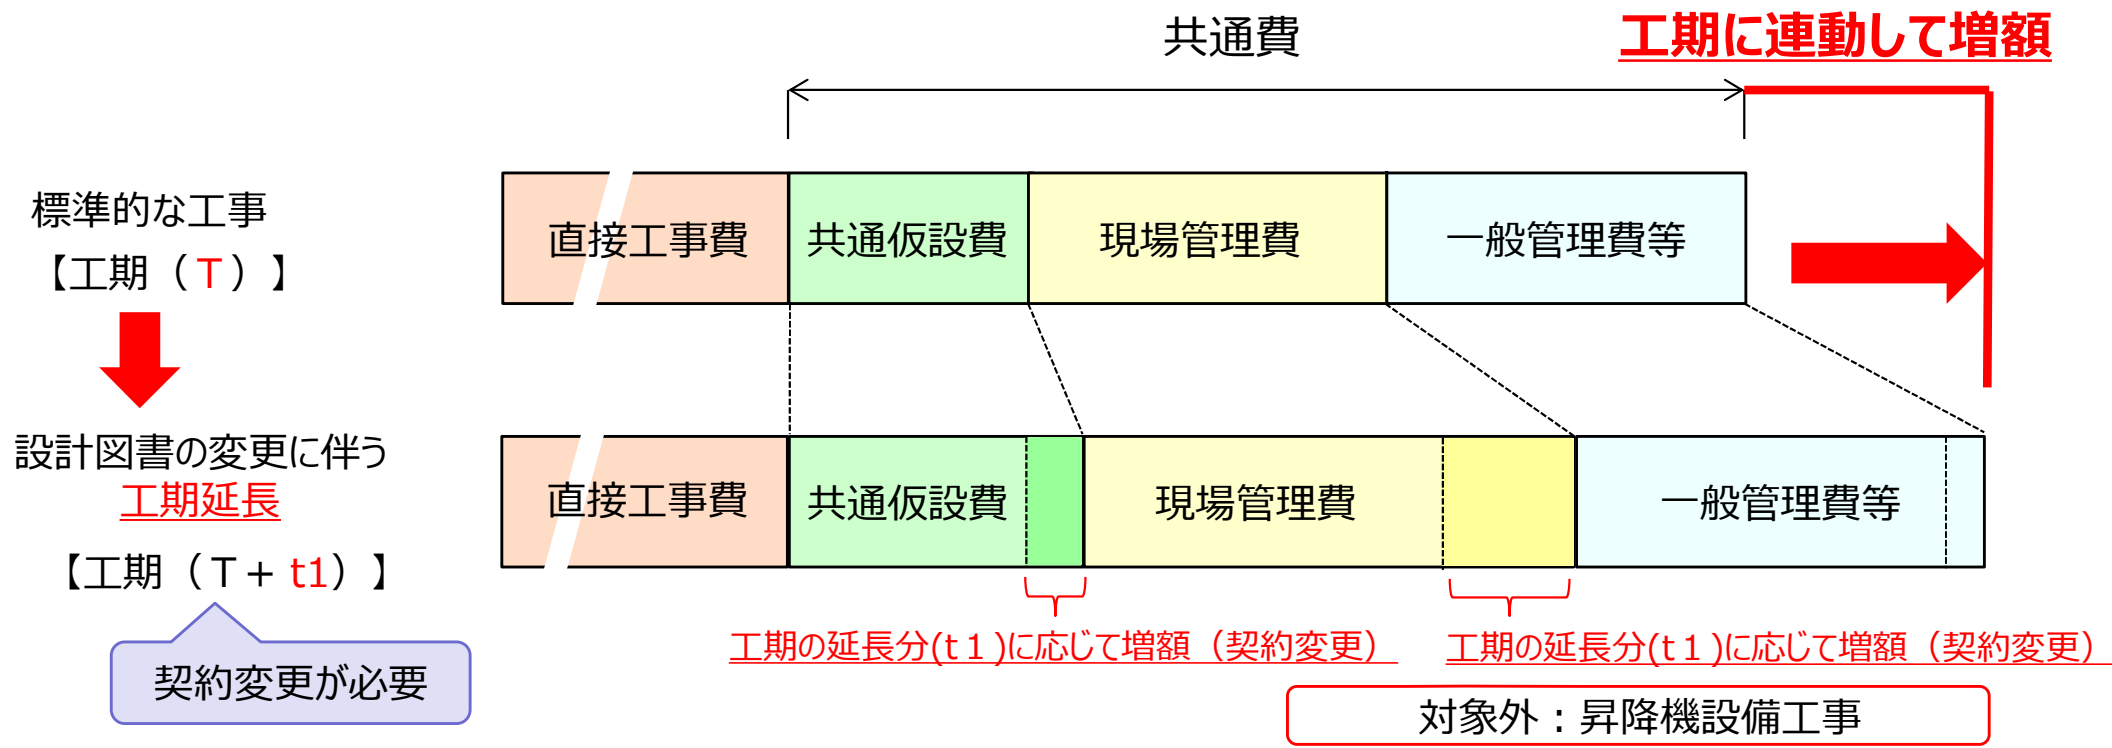 共通費
工期に連動して増額
標準的な工事
【工期（T）】
直接工事費
共通仮設費
現場管理費
一般管理費等
設計図書の変更に伴う
工期延長
【工期（T+ t1）】
契約変更が必要
直接工事費
共通仮設費
現場管理費
一般管理費等
工期の延長分(t１)に応じて増額（契約変更）
工期の延長分(t１)に応じて増額（契約変更）
対象外：昇降機設備工事